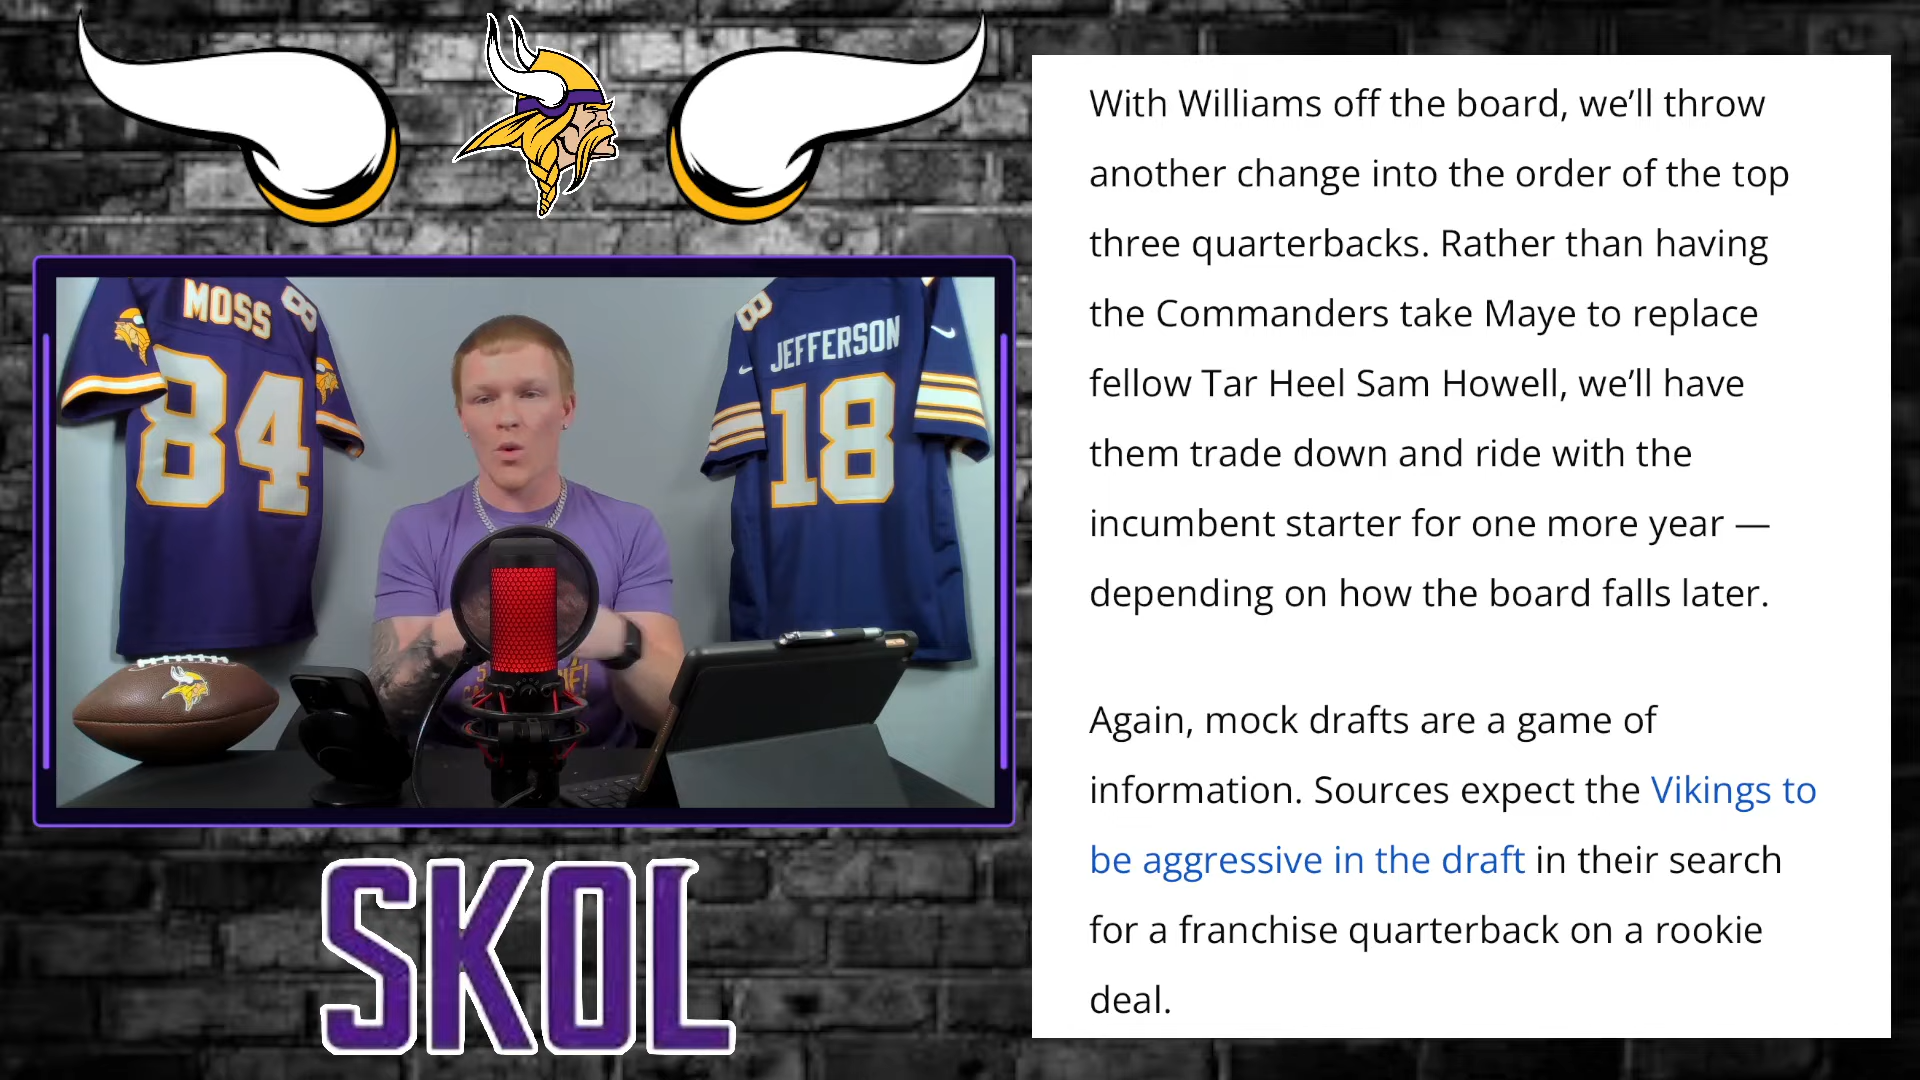 MOSS
8
84
8
JEFFERSON
18
SKOL
With Williams off the board, we’ll throw
another change into the order of the top
three quarterbacks. Rather than having
the Commanders take Maye to replace
fellow Tar Heel Sam Howell, we’ll have
them trade down and ride with the
incumbent starter for one more year —
depending on how the board falls later.
Again, mock drafts are a game of
information. Sources expect the Vikings to
be aggressive in the draft in their search
for a franchise quarterback on a rookie
deal.